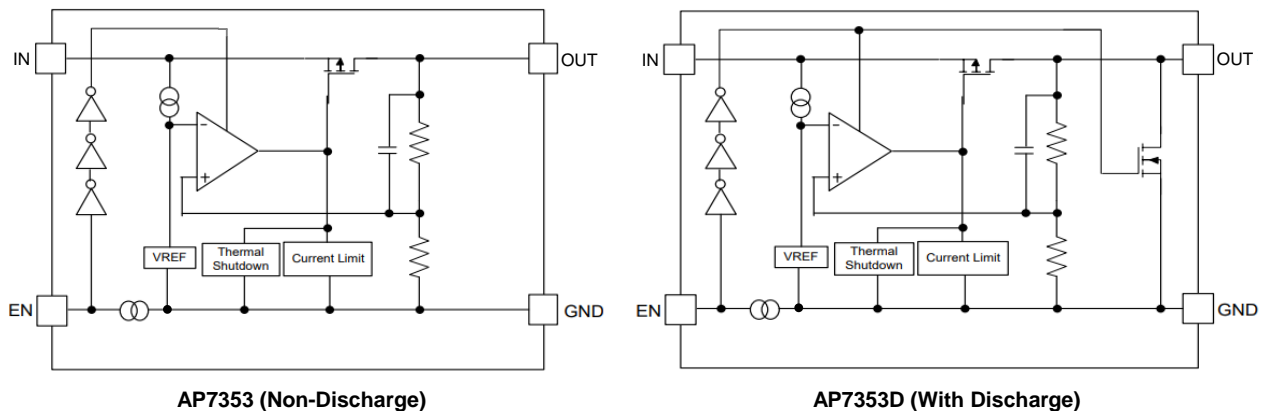 IN
OUT
−
+
VREF
Thermal
Shutdown
Current Limit
EN
GND
AP7353 (Non-Discharge)
IN
OUT
−
+
VREF
Thermal
Shutdown
Current Limit
EN
GND
AP7353D (With Discharge)